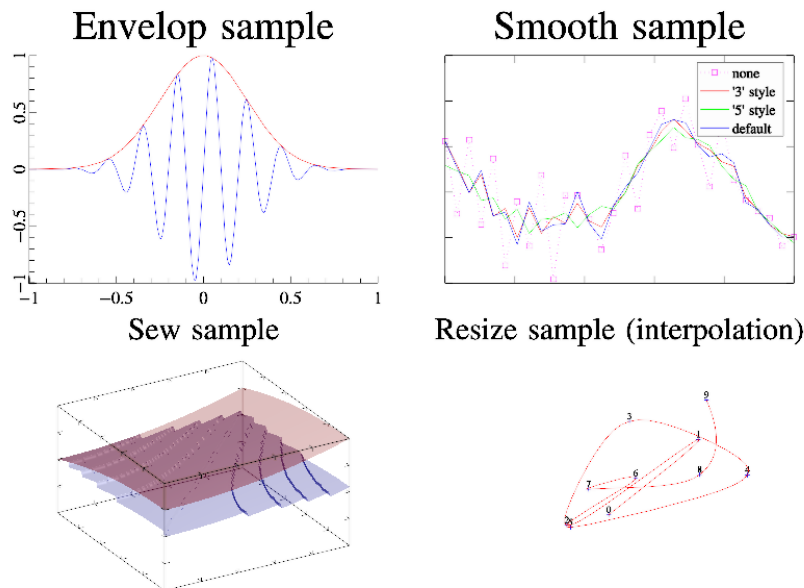 Envelop sample
Smooth sample
none
'3' style
'5' style
default
1
0.5
0
−0.5
−1
−1 −0.5 0 0.5 1
Sew sample
Resize sample (interpolation)
9
3
1
4
6
8
7
0
2